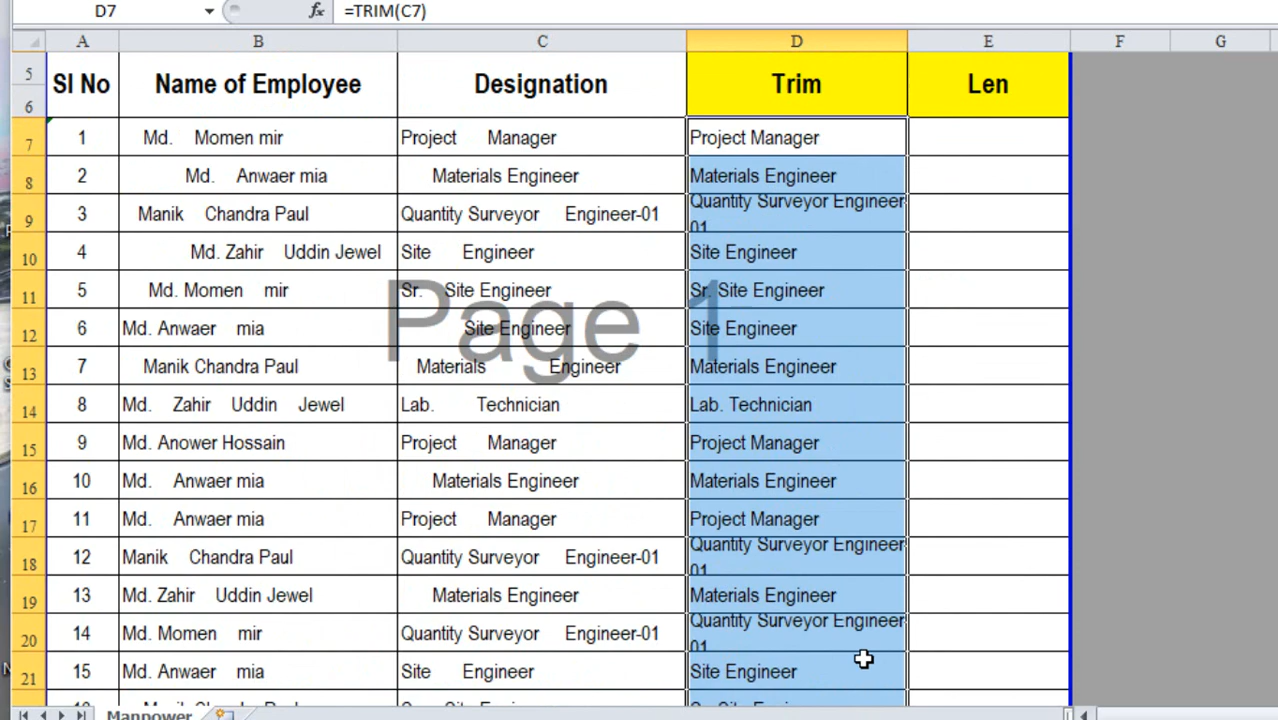 D7 fx =TRIM(C7)
A B C D E F G
5 6 Sl No Name of Employee Designation Trim Len
7 1 Md. Momen mir Project Manager Project Manager
8 2 Md. Anwaer mia Materials Engineer Materials Engineer
9 3 Manik Chandra Paul Quantity Surveyor Engineer-01 Quantity Surveyor Engineer-
01
10 4 Md. Zahir Uddin Jewel Site Engineer Site Engineer
11 5 Md. Momen mir Sr. Site Engineer Sr. Site Engineer
Page 1
12 6 Md. Anwaer mia Site Engineer Site Engineer
13 7 Manik Chandra Paul Materials Engineer Materials Engineer
14 8 Md. Zahir Uddin Jewel Lab. Technician Lab. Technician
15 9 Md. Anower Hossain Project Manager Project Manager
16 10 Md. Anwaer mia Materials Engineer Materials Engineer
17 11 Md. Anwaer mia Project Manager Project Manager
18 12 Manik Chandra Paul Quantity Surveyor Engineer-01 Quantity Surveyor Engineer-
01
19 13 Md. Zahir Uddin Jewel Materials Engineer Materials Engineer
20 14 Md. Momen mir Quantity Surveyor Engineer-01 Quantity Surveyor Engineer-
01
21 15 Md. Anwaer mia Site Engineer Site Engineer
Manpower